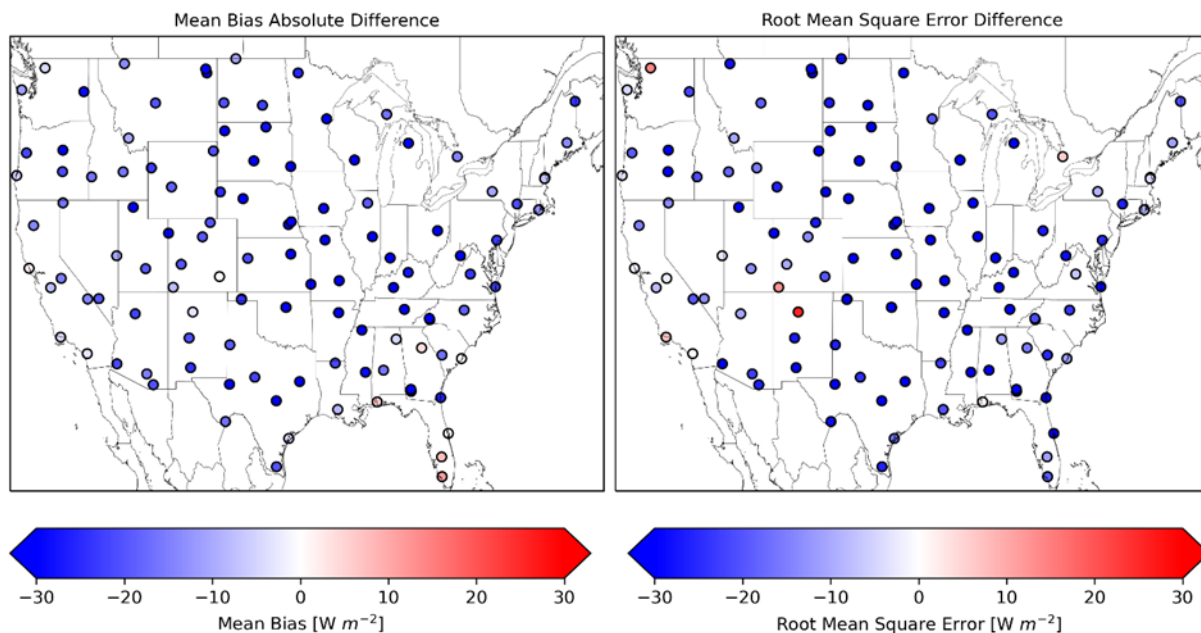 Mean Bias Absolute Difference
Root Mean Square Error Difference
−30 −20 −10 0 10 20 30
Mean Bias [W m⁻²]
−30 −20 −10 0 10 20 30
Root Mean Square Error [W m⁻²]